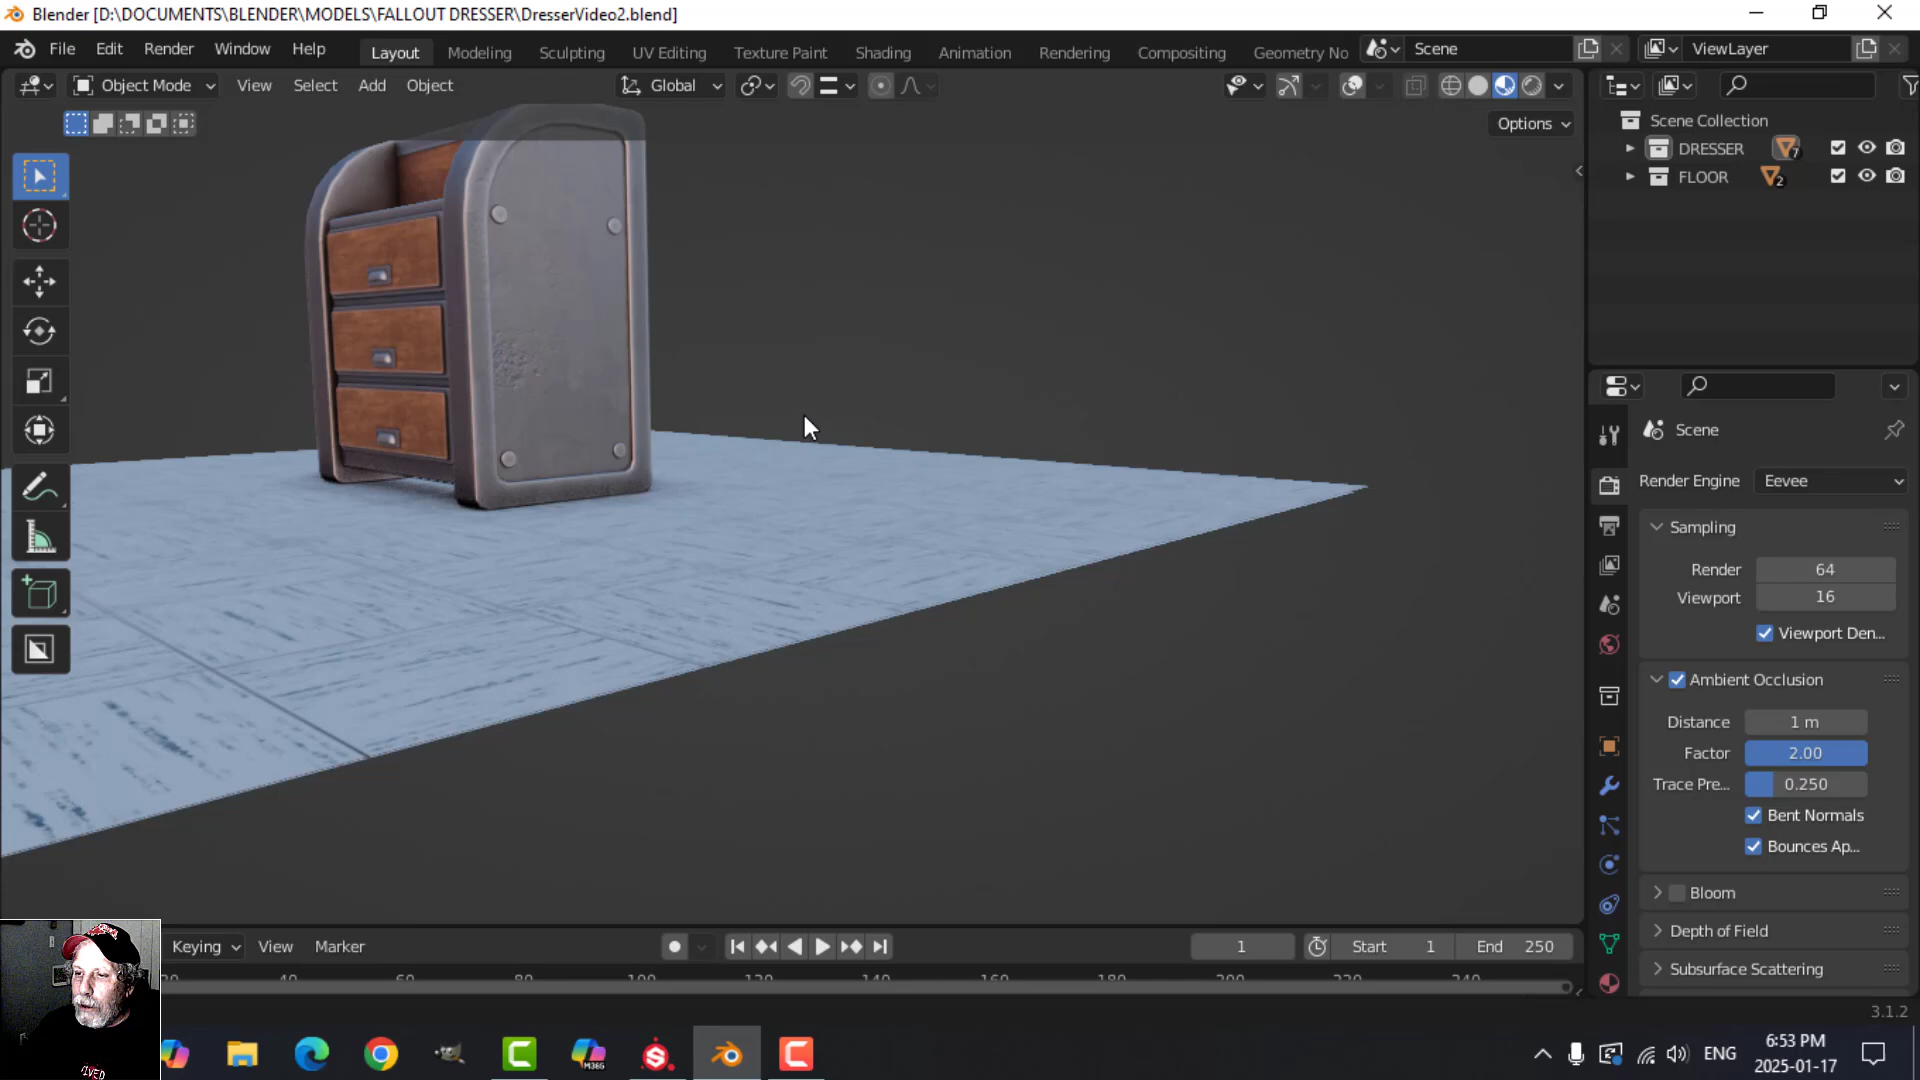 Blender [D:\DOCUMENTS\BLENDER\MODELS\FALLOUT DRESSER\DresserVideo2.blend]
File Edit Render Window Help Layout Modeling Sculpting UV Editing Texture Paint Shading Animation Rendering Compositing Geometry No Scene ViewLayer
Object Mode View Select Add Object Global
Options
Scene Collection
DRESSER 7
FLOOR 2
Scene
Render Engine Eevee
Sampling
Render 64
Viewport 16
Viewport Den...
Ambient Occlusion
Distance 1 m
Factor 2.00
Trace Pre... 0.250
Bent Normals
Bounces Ap...
Bloom
Depth of Field
Subsurface Scattering
Keying View Marker 1 Start 1 End 250
3.1.2
M365
ENG
6:53 PM
2025-01-17